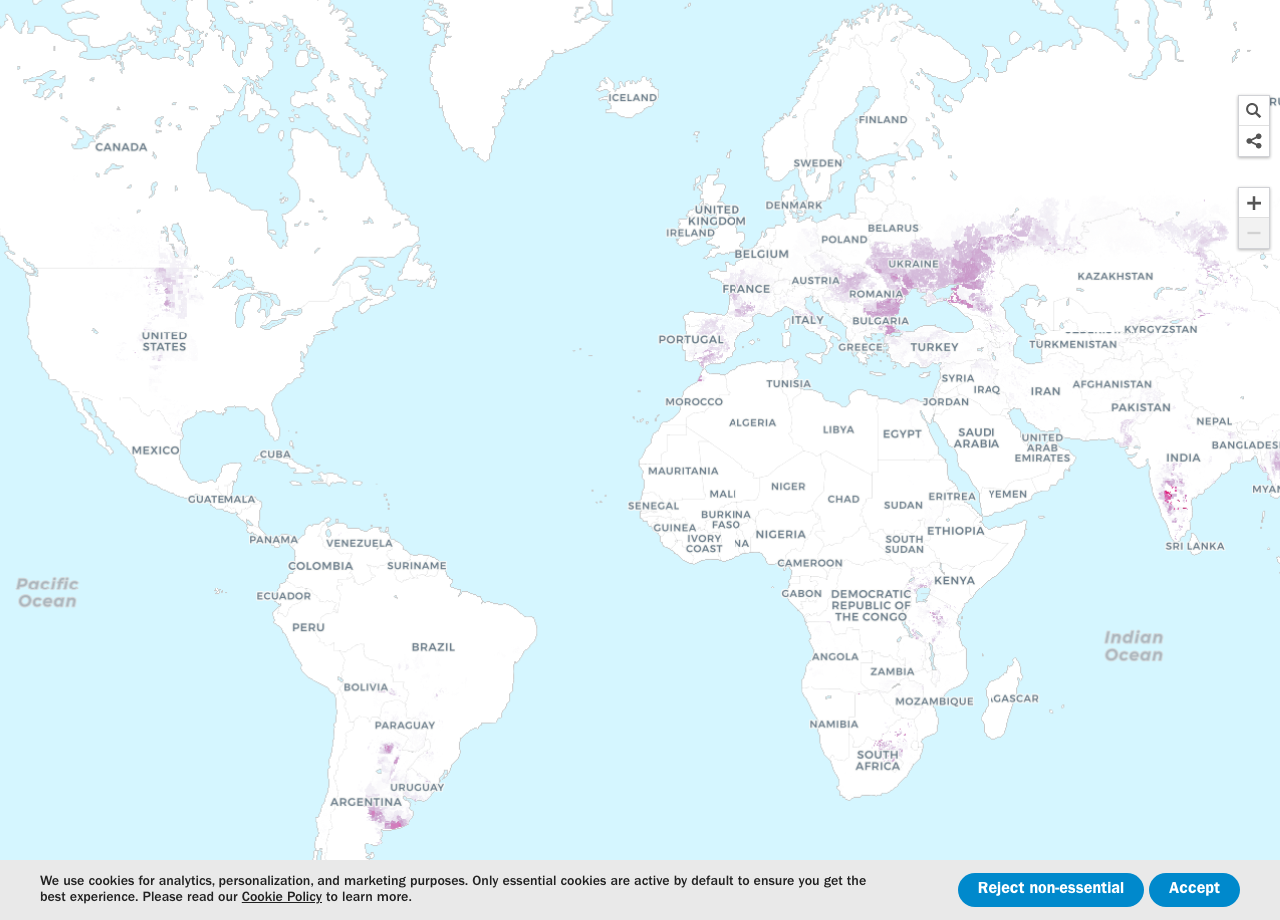 ICELAND
FINLAND
CANADA
SWEDEN
DENMARK
UNITED
KINGDOM
IRELAND
BELARUS
POLAND
BELGIUM
UKRAINE
KAZAKHSTAN
AUSTRIA
FRANCE
ROMANIA
ITALY
BULGARIA
KYRGYZSTAN
UNITED
STATES
PORTUGAL
GREECE
TURKEY
TURKMENISTAN
TUNISIA
SYRIA
IRAQ
IRAN
AFGHANISTAN
MOROCCO
JORDAN
PAKISTAN
ALGERIA
LIBYA
EGYPT
SAUDI
ARABIA
UNITED
ARAB
EMIRATES
NEPAL
BANGLADESH
INDIA
MEXICO
CUBA
MAURITANIA
MALI
NIGER
CHAD
SUDAN
ERITREA
YEMEN
GUATEMALA
SENEGAL
BURKINA
FASO
GUINEA
IVORY
COAST
NA
NIGERIA
ETHIOPIA
SOUTH
SUDAN
SRI LANKA
PANAMA
VENEZUELA
COLOMBIA
SURINAME
CAMEROON
Pacific
Ocean
ECUADOR
GABON
DEMOCRATIC
REPUBLIC OF
THE CONGO
KENYA
PERU
BRAZIL
Indian
Ocean
ANGOLA
ZAMBIA
BOLIVIA
MOZAMBIQUE
GASCAR
PARAGUAY
NAMIBIA
SOUTH
AFRICA
URUGUAY
ARGENTINA
We use cookies for analytics, personalization, and marketing purposes. Only essential cookies are active by default to ensure you get the
best experience. Please read our Cookie Policy to learn more.
Reject non-essential
Accept